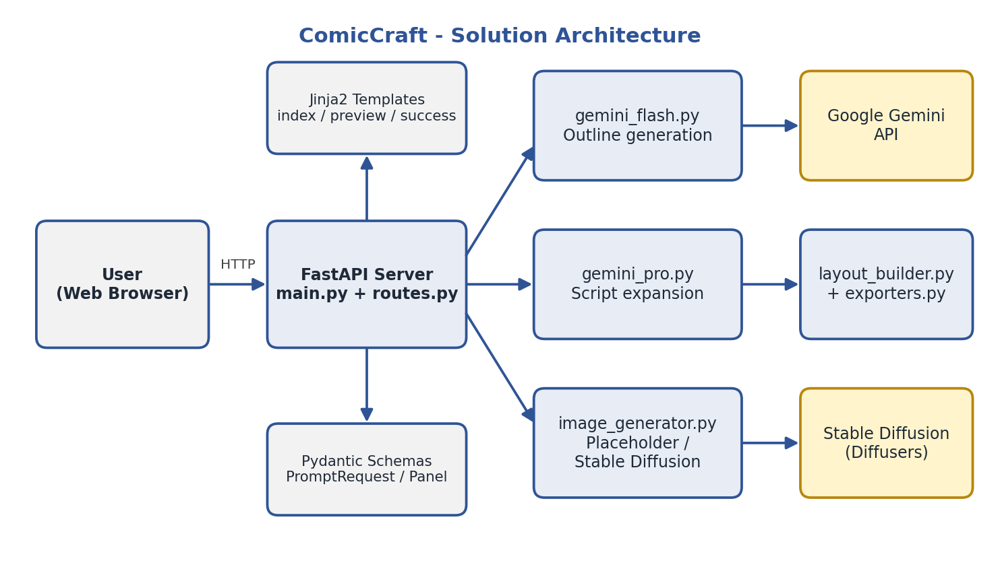 ComicCraft - Solution Architecture
Jinja2 Templates
index / preview / success
gemini_flash.py
Outline generation
Google Gemini
API
User
(Web Browser)
HTTP
FastAPI Server
main.py + routes.py
gemini_pro.py
Script expansion
layout_builder.py
+ exporters.py
Pydantic Schemas
PromptRequest / Panel
image_generator.py
Placeholder /
Stable Diffusion
Stable Diffusion
(Diffusers)